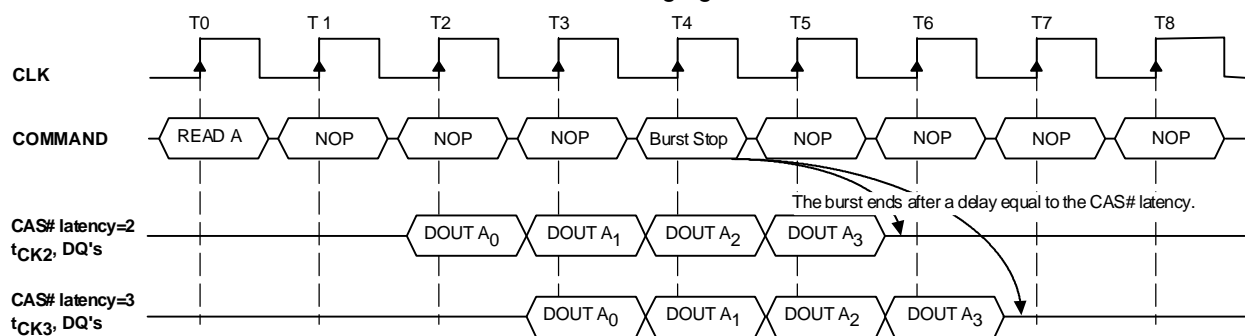 T0 T 1 T2 T3 T4 T5 T6 T7 T8
CLK
COMMAND READ A NOP NOP NOP Burst Stop NOP NOP NOP NOP
The burst ends after a delay equal to the CAS# latency.
CAS# latency=2
tCK2, DQ's DOUT A0 DOUT A1 DOUT A2 DOUT A3
CAS# latency=3
tCK3, DQ's DOUT A0 DOUT A1 DOUT A2 DOUT A3